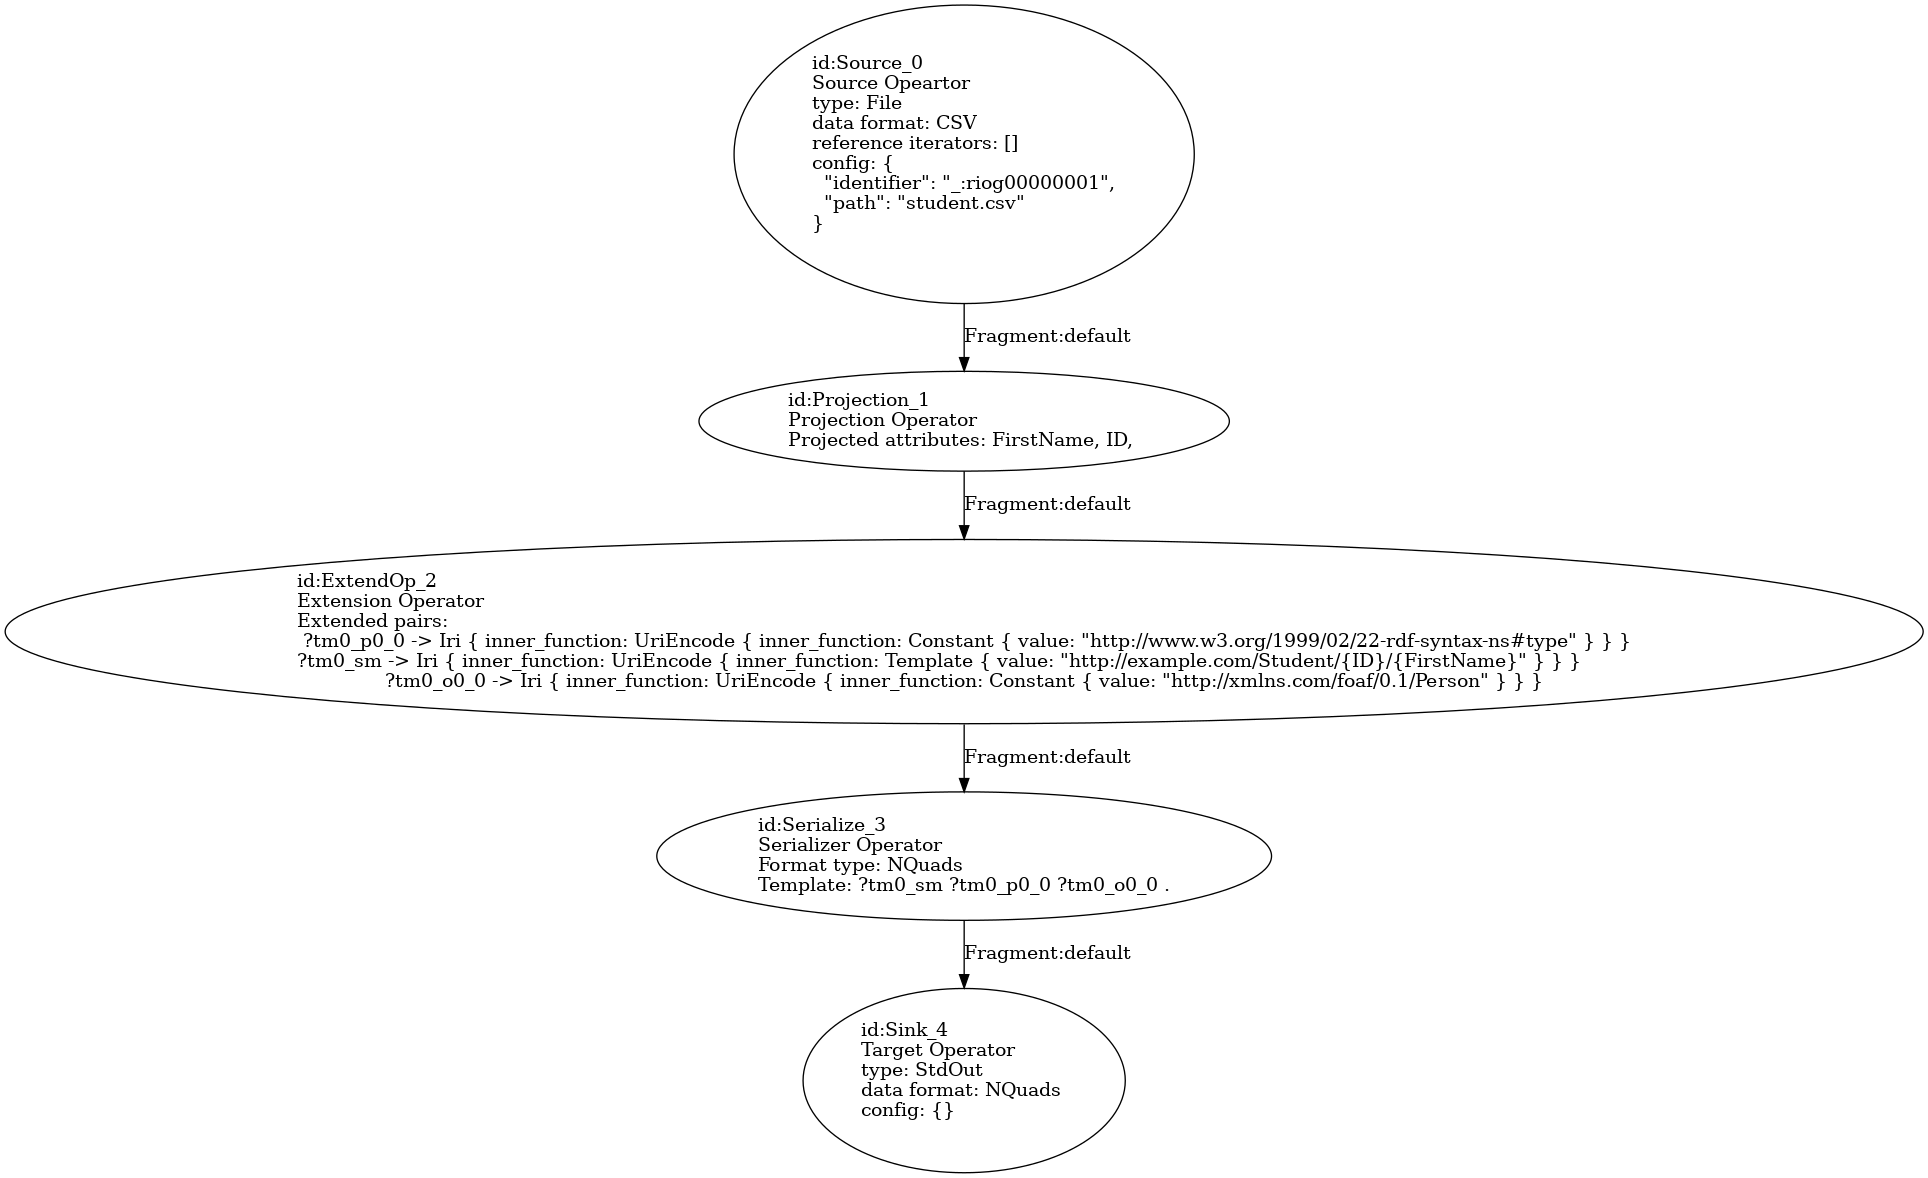 id:Source_0
Source Opeartor
type: File
data format: CSV
reference iterators: []
config: {
  "identifier": "_:riog00000001",
  "path": "student.csv"
}
Fragment:default
id:Projection_1
Projection Operator
Projected attributes: FirstName, ID,
Fragment:default
id:ExtendOp_2
Extension Operator
Extended pairs:
 ?tm0_p0_0 -> Iri { inner_function: UriEncode { inner_function: Constant { value: "http://www.w3.org/1999/02/22-rdf-syntax-ns#type" } } }
?tm0_sm -> Iri { inner_function: UriEncode { inner_function: Template { value: "http://example.com/Student/{ID}/{FirstName}" } } }
?tm0_o0_0 -> Iri { inner_function: UriEncode { inner_function: Constant { value: "http://xmlns.com/foaf/0.1/Person" } } }
Fragment:default
id:Serialize_3
Serializer Operator
Format type: NQuads
Template: ?tm0_sm ?tm0_p0_0 ?tm0_o0_0 .
Fragment:default
id:Sink_4
Target Operator
type: StdOut
data format: NQuads
config: {}